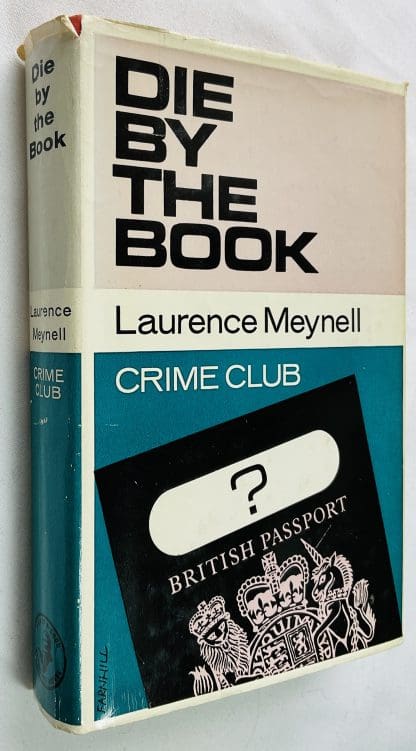 Die
by
the
Book
Laurence
Meynell
CRIME
CLUB
DIE
BY
THE
BOOK
Laurence Meynell
CRIME CLUB
?
BRITISH PASSPORT
FARNHILL